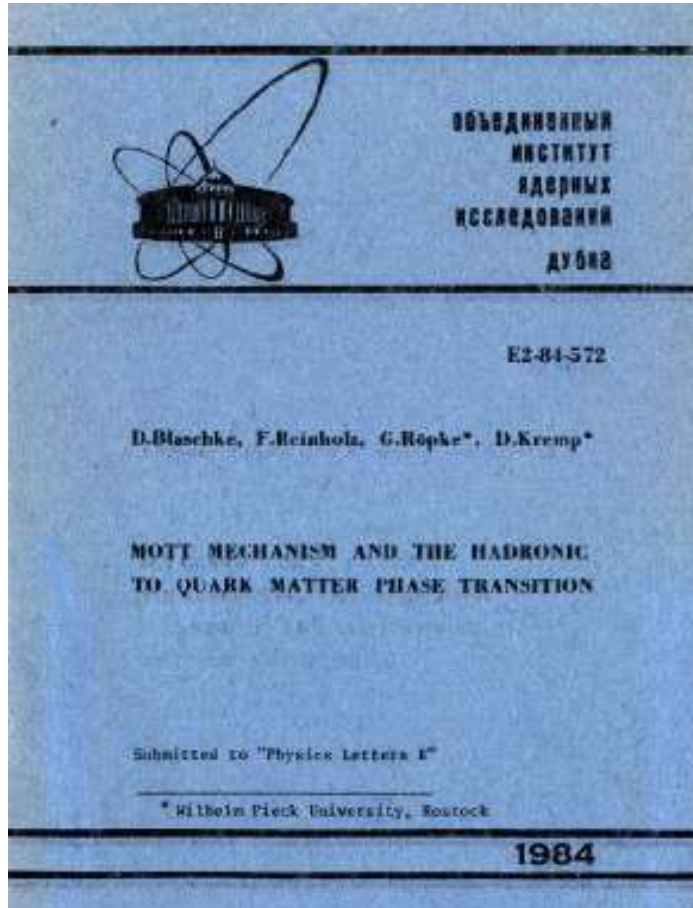 объединенный
институт
ядерных
исследований
дубна
E2-84-572
D.Blaschke, F.Reinholz, G.Röpke*, D.Kremp*
MOTT MECHANISM AND THE HADRONIC
TO QUARK MATTER PHASE TRANSITION
Submitted to "Physics Letters B"
* Wilhelm Pieck University, Rostock
1984